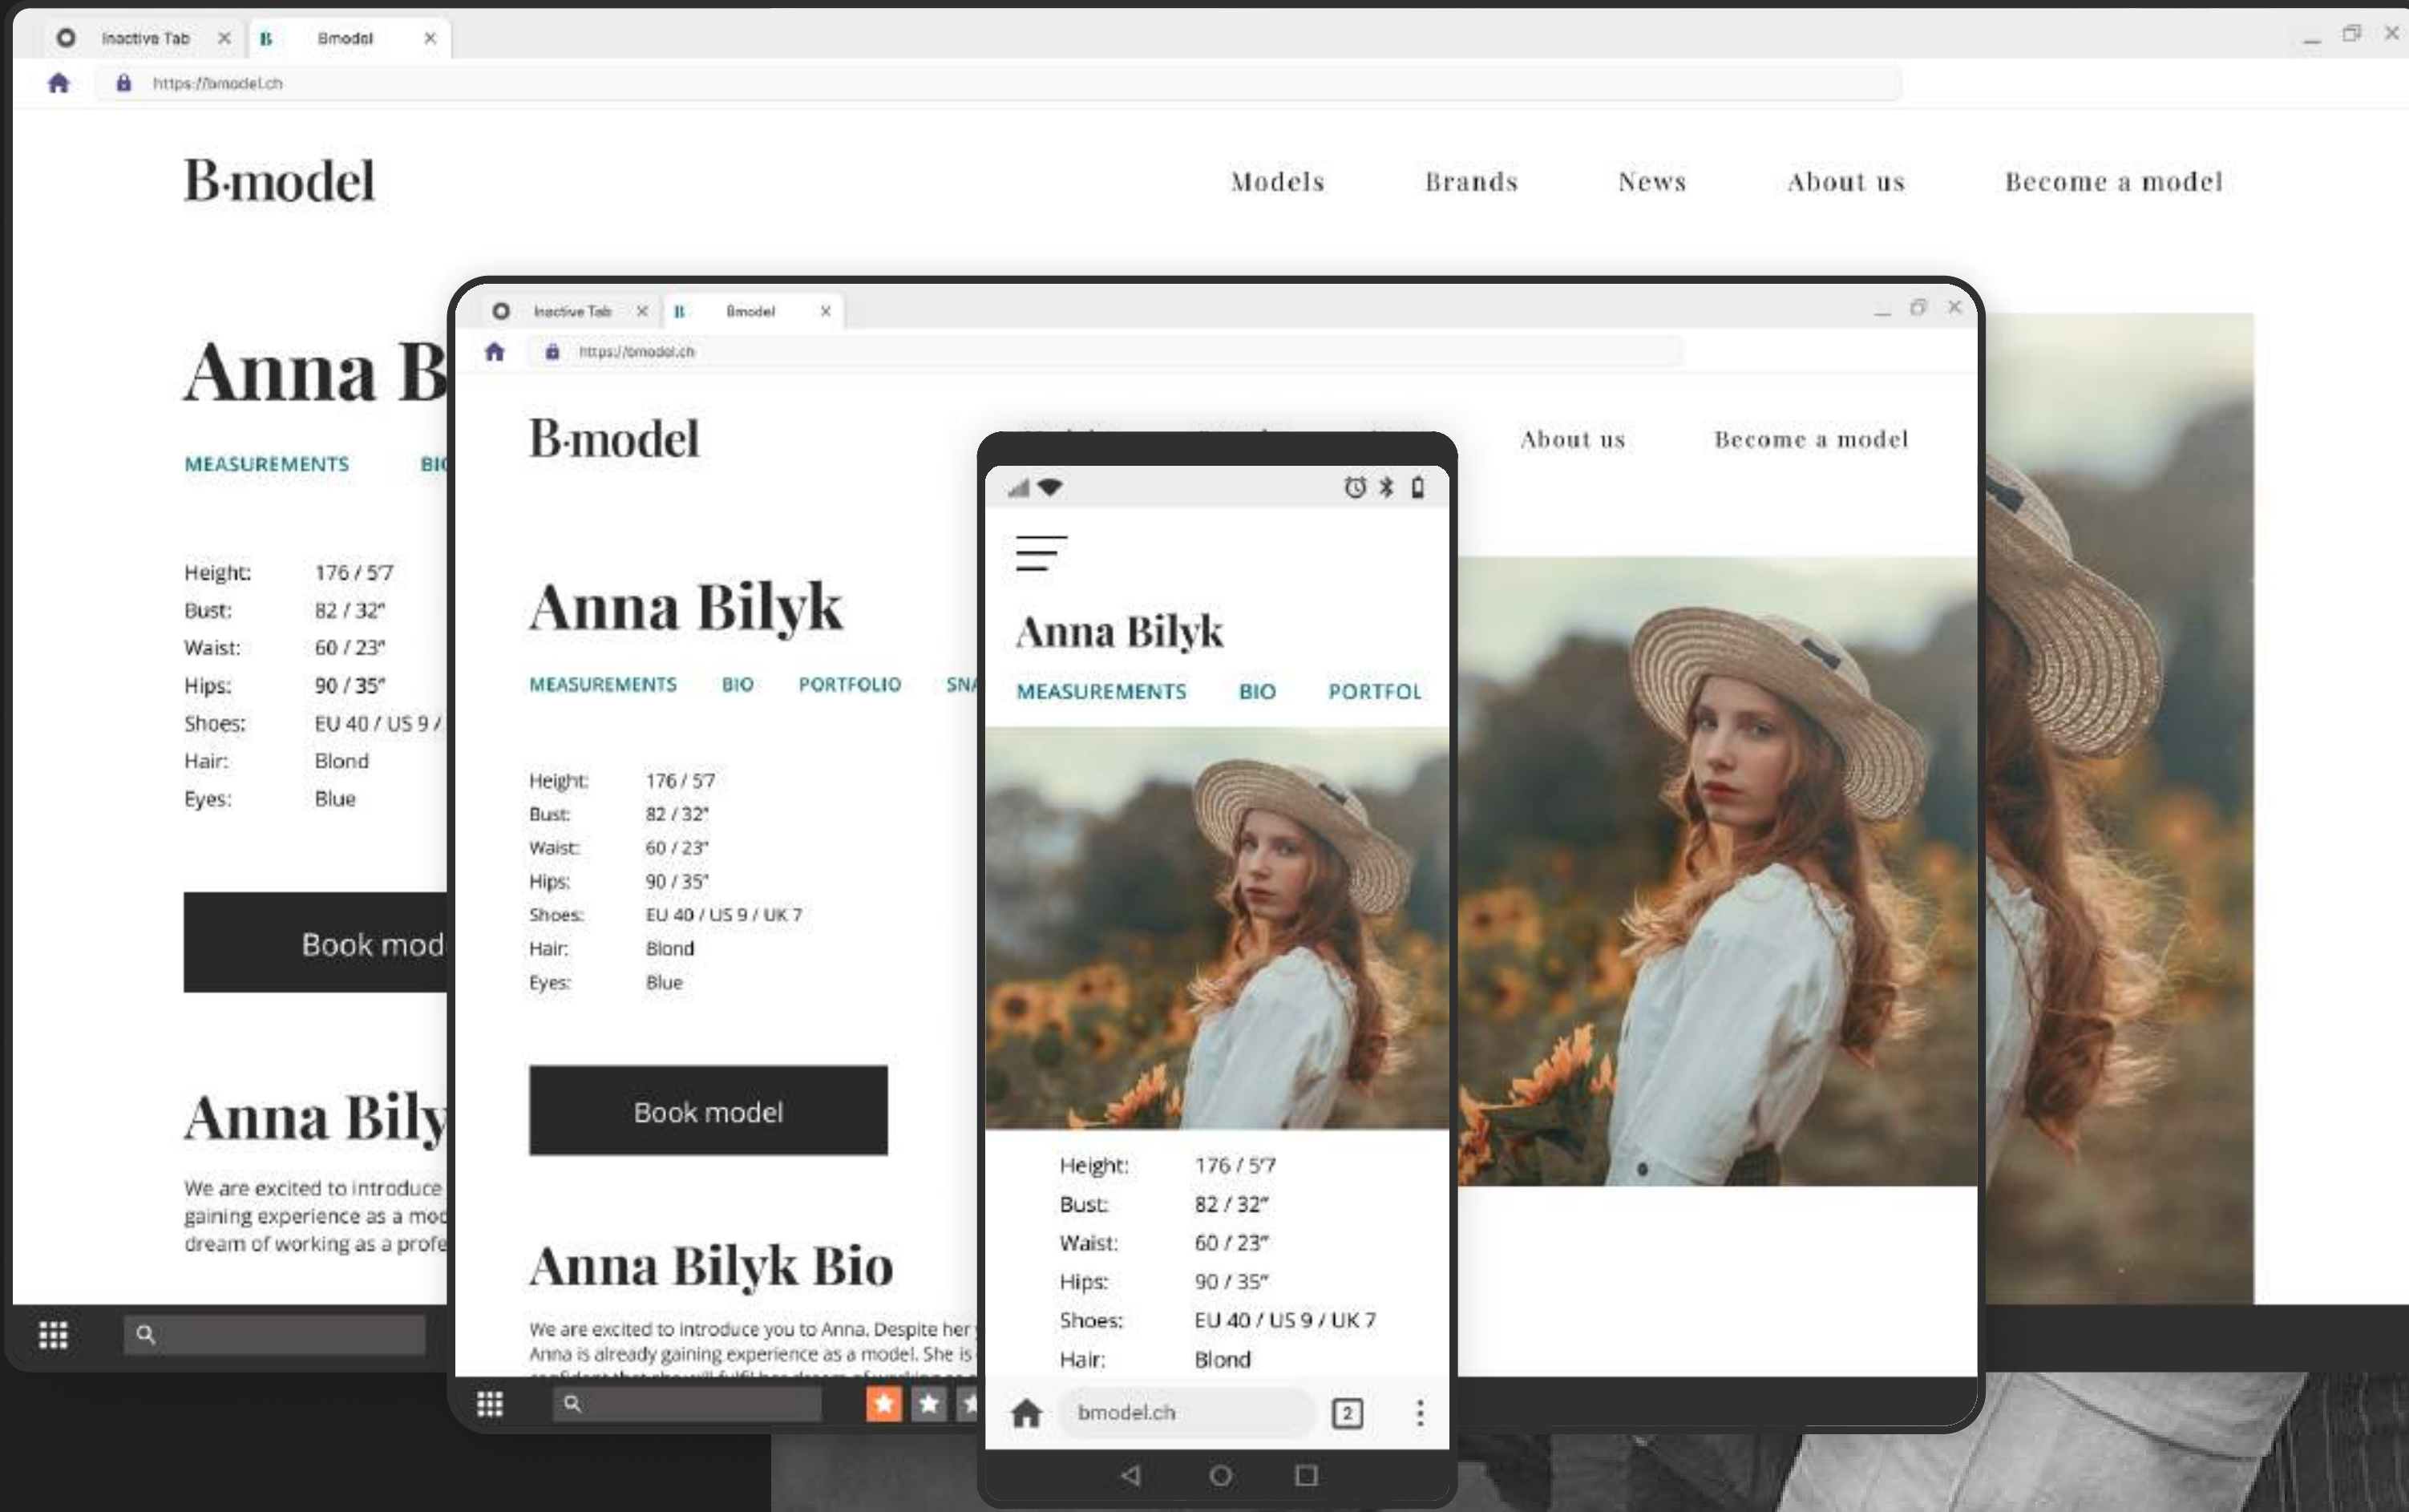 Inactive Tab
Bmodel
https://bmodel.ch
B·model
Models Brands News About us Become a model
Anna B
MEASUREMENTS
Height: 176 / 5'7
Bust: 82 / 32"
Waist: 60 / 23"
Hips: 90 / 35"
Shoes: EU 40 / US 9 /
Hair: Blond
Eyes: Blue
Book mod
Anna Bily
We are excited to introduce
gaining experience as a mod
dream of working as a profe
Inactive Tab
Bmodel
https://bmodel.ch
B·model
About us Become a model
Anna Bilyk
MEASUREMENTS BIO PORTFOLIO SNA
Height: 176 / 5'7
Bust: 82 / 32"
Waist: 60 / 23"
Hips: 90 / 35"
Shoes: EU 40 / US 9 / UK 7
Hair: Blond
Eyes: Blue
Book model
Anna Bilyk Bio
We are excited to introduce you to Anna. Despite her
Anna is already gaining experience as a model. She is
Anna Bilyk
MEASUREMENTS BIO PORTFOL
Height: 176 / 5'7
Bust: 82 / 32"
Waist: 60 / 23"
Hips: 90 / 35"
Shoes: EU 40 / US 9 / UK 7
Hair: Blond
bmodel.ch
2